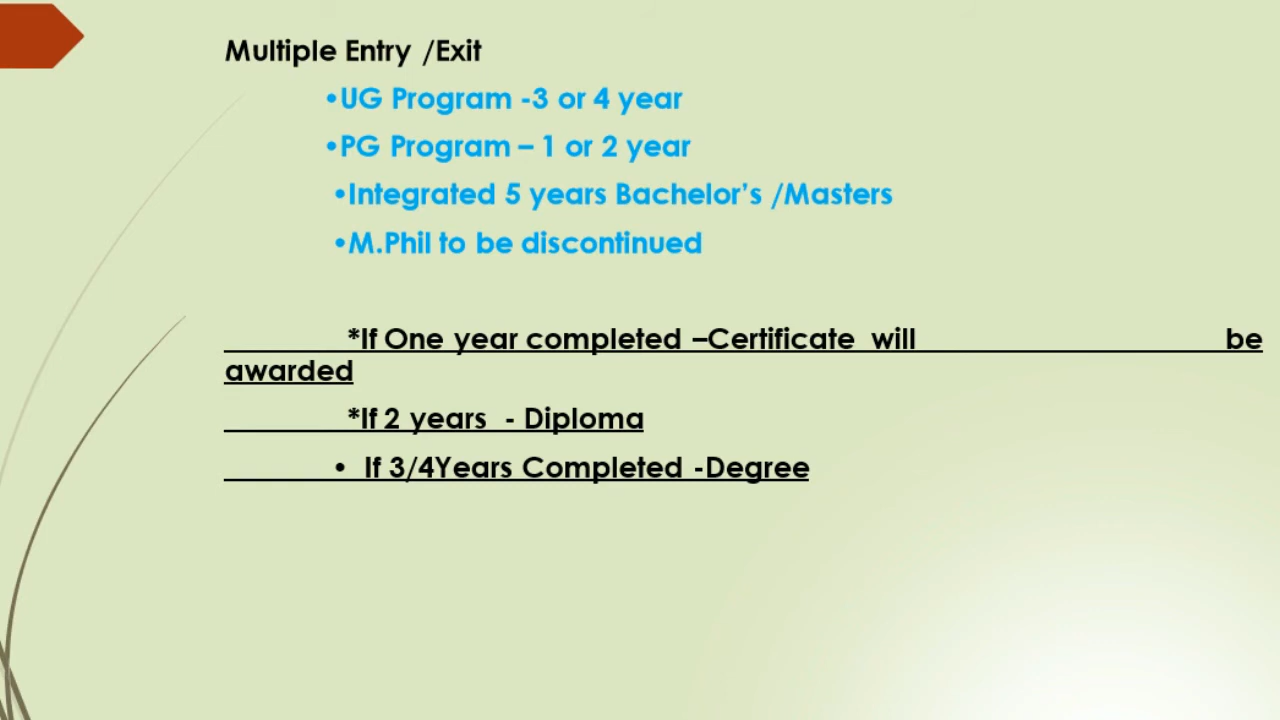 Multiple Entry /Exit
•UG Program -3 or 4 year
•PG Program – 1 or 2 year
•Integrated 5 years Bachelor’s /Masters
•M.Phil to be discontinued
*If One year completed –Certificate will be
awarded
*If 2 years - Diploma
• If 3/4Years Completed -Degree